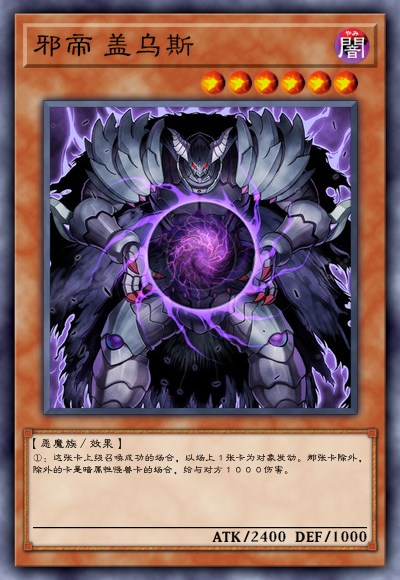 邪帝 盖乌斯
闇
やみ
【恶魔族／效果】
①：这张卡上级召唤成功的场合，以场上１张卡为对象发动。那张卡除外，
除外的卡是暗属性怪兽卡的场合，给与对方１０００伤害。
ATK/2400 DEF/1000